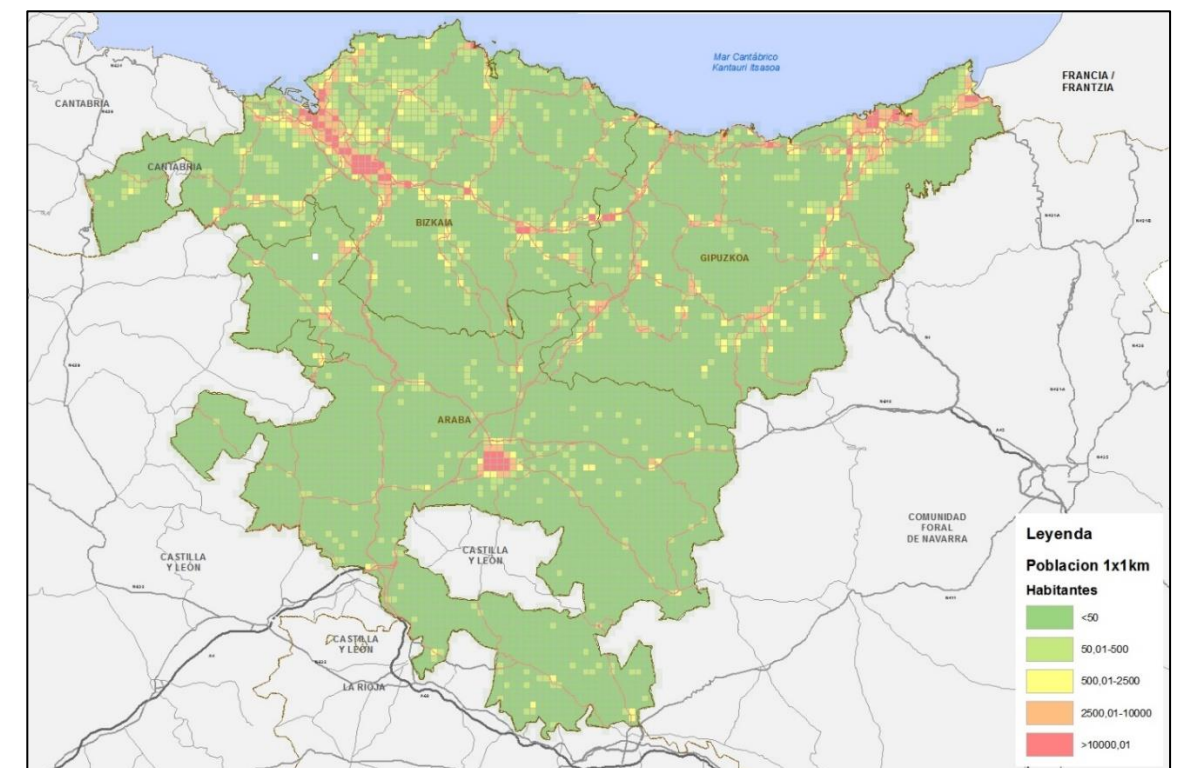 Mar Cantábrico
Kantauri Itsasoa
FRANCIA /
FRANTZIA
CANTABRIA
CANTABRIA
BIZKAIA
GIPUZKOA
ARABA
COMUNIDAD
FORAL
DE NAVARRA
CASTILLA
Y LEÓN
CASTILLA
Y LEÓN
CASTILLA
Y LEÓN
LA RIOJA
Leyenda
Poblacion 1x1km
Habitantes
<50
50,01-500
500,01-2500
2500,01-10000
>10000,01